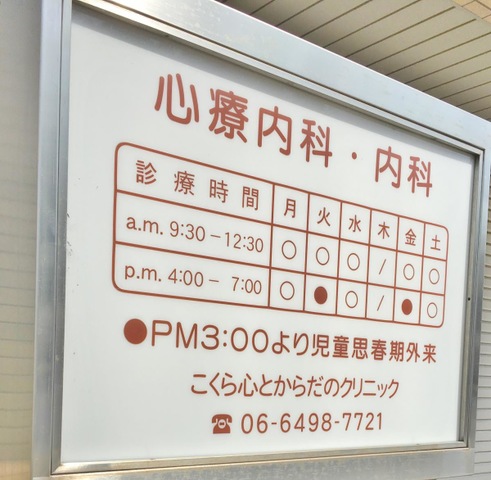 心療内科・内科
診療時間 月 火 水 木 金 土
a.m. 9:30－12:30 ○ ○ ○ / ○ ○
p.m. 4:00－ 7:00 ○ ● ○ / ● ○
●PM3:00より児童思春期外来
こくら心とからだのクリニック
☎ 06-6498-7721